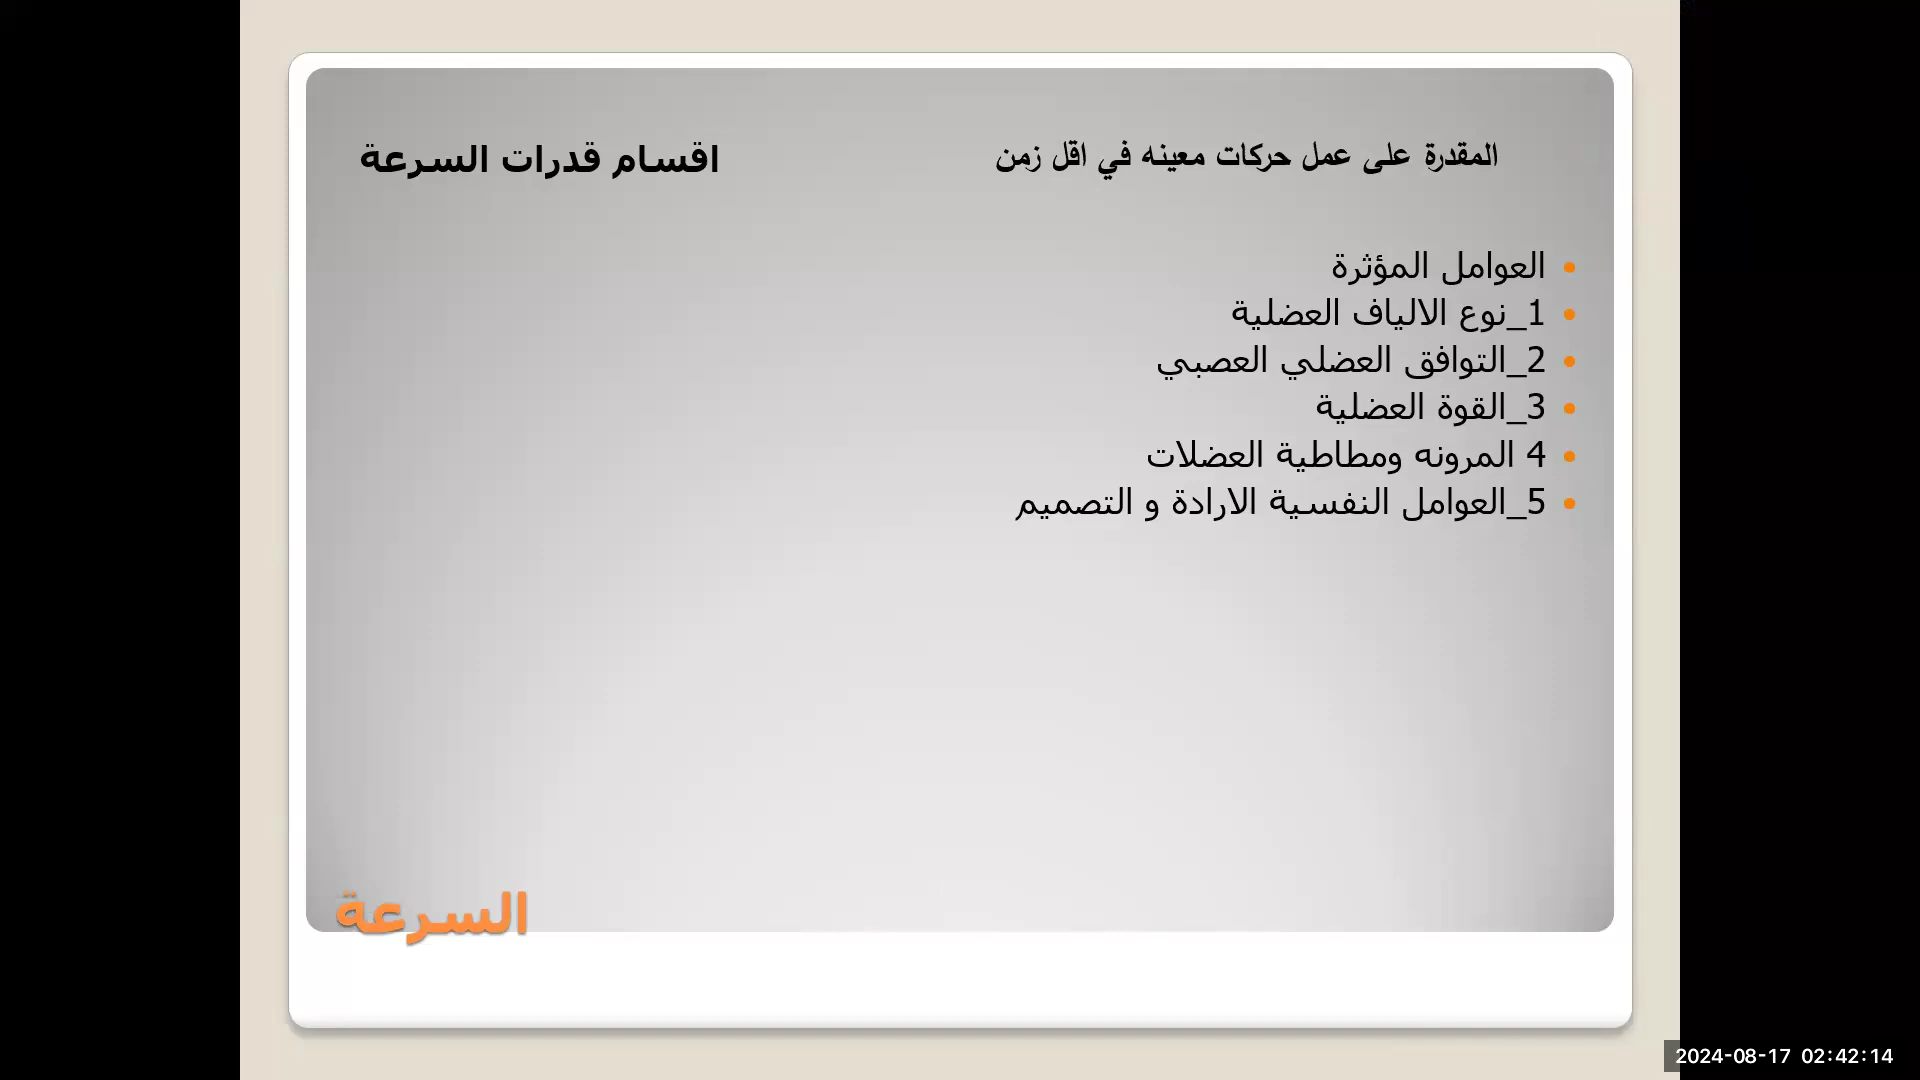 المقدرة على عمل حركات معينه في اقل زمن
اقسام قدرات السرعة
العوامل المؤثرة
1_نوع الالياف العضلية
2_التوافق العضلي العصبي
3_القوة العضلية
4 المرونه ومطاطية العضلات
5_العوامل النفسية الارادة و التصميم
السرعة
2024-08-17 02:42:14